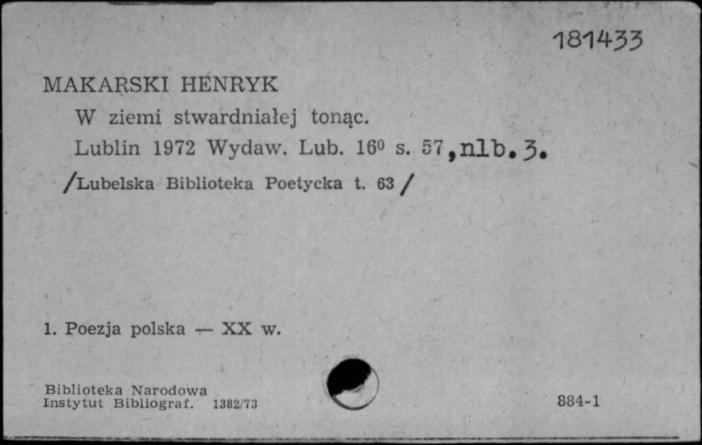 181433
MAKARSKI HENRYK
W ziemi stwardniałej tonąc.
Lublin 1972 Wydaw. Lub. 16⁰ s. 57, nlb. 3.
/Lubelska Biblioteka Poetycka t. 63/
1. Poezja polska — XX w.
Biblioteka Narodowa
Instytut Bibliograf. 1382/73
884-1